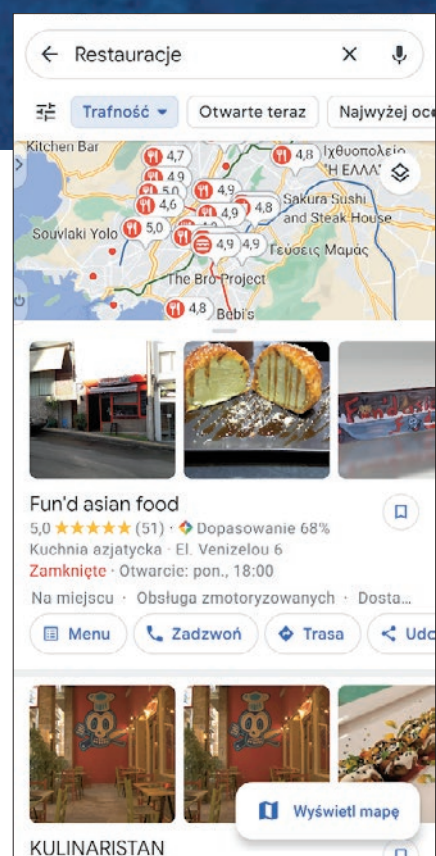 Restauracje
Trafność
Otwarte teraz
Najwyżej oce
Kitchen Bar
4,7
4,8
Ιχθυοπολείο
"Η ΕΛΛΑ
4,9
5,0
4,9
4,6
4,9
4,8
Sakura Sushi
and Steak House
Souvlaki Yolo
5,0
4,9
4,9
Γεύσεις Μαμάς
The Bro Project
4,8
Bebi's
Fun'd asian food
5,0 ★★★★★ (51) · Dopasowanie 68%
Kuchnia azjatycka · El. Venizelou 6
Zamknięte · Otwarcie: pon., 18:00
Na miejscu · Obsługa zmotoryzowanych · Dosta...
Menu
Zadzwoń
Trasa
Udo
Wyświetl mapę
KULINARISTAN